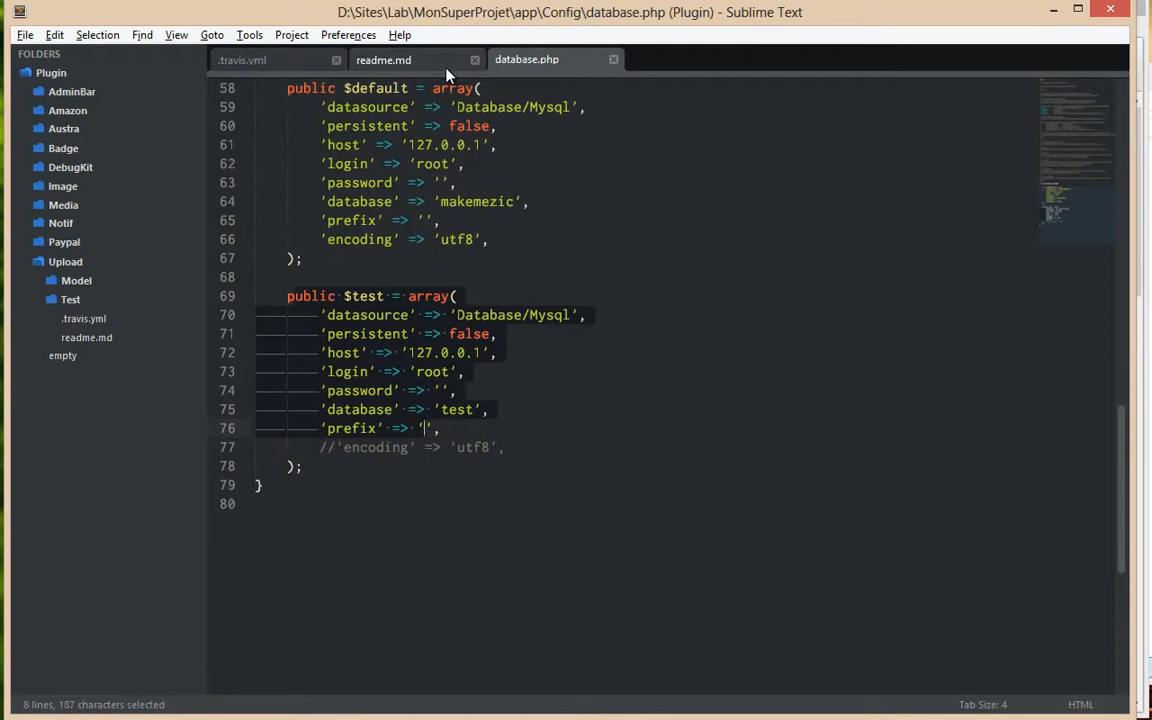 D:\Sites\Lab\MonSuperProjet\app\Config\database.php (Plugin) - Sublime Text
File Edit Selection Find View Goto Tools Project Preferences Help
FOLDERS
Plugin
AdminBar
Amazon
Austra
Badge
DebugKit
Image
Media
Notif
Paypal
Upload
Model
Test
.travis.yml
readme.md
empty
.travis.yml readme.md database.php
58 public $default = array(
59 'datasource' => 'Database/Mysql',
60 'persistent' => false,
61 'host' => '127.0.0.1',
62 'login' => 'root',
63 'password' => '',
64 'database' => 'makemezic',
65 'prefix' => '',
66 'encoding' => 'utf8',
67 );
68
69 public $test = array(
70 'datasource' => 'Database/Mysql',
71 'persistent' => false,
72 'host' => '127.0.0.1',
73 'login' => 'root',
74 'password' => '',
75 'database' => 'test',
76 'prefix' => '',
77 //'encoding' => 'utf8',
78 );
79 }
80
8 lines, 187 characters selected Tab Size: 4 HTML